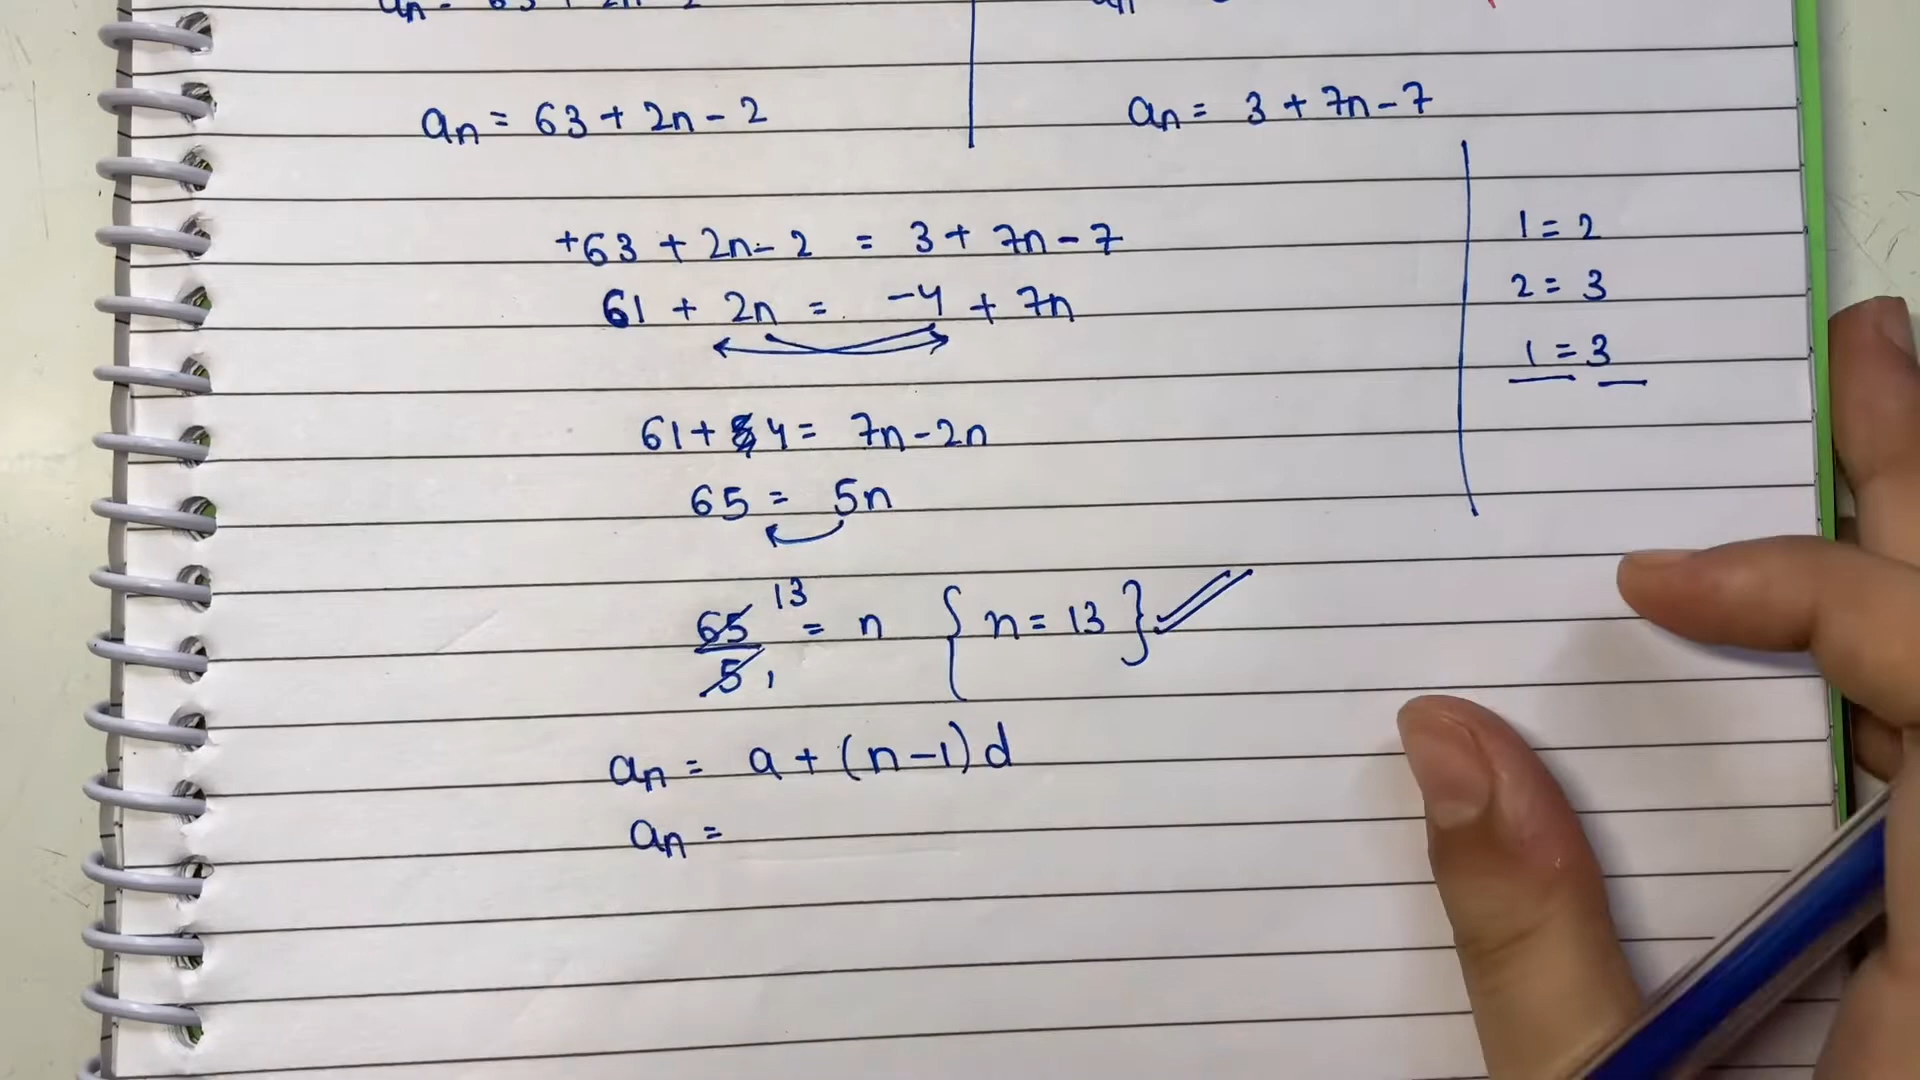 aₙ = 63 + 2n - 2
aₙ = 3 + 7n - 7
+63 + 2n - 2 = 3 + 7n - 7
61 + 2n = -4 + 7n
61 + 4 = 7n - 2n
65 = 5n
65/5 13 1 = n { n = 13 }
aₙ = a + (n-1)d
aₙ =
1 = 2
2 = 3
1 = 3